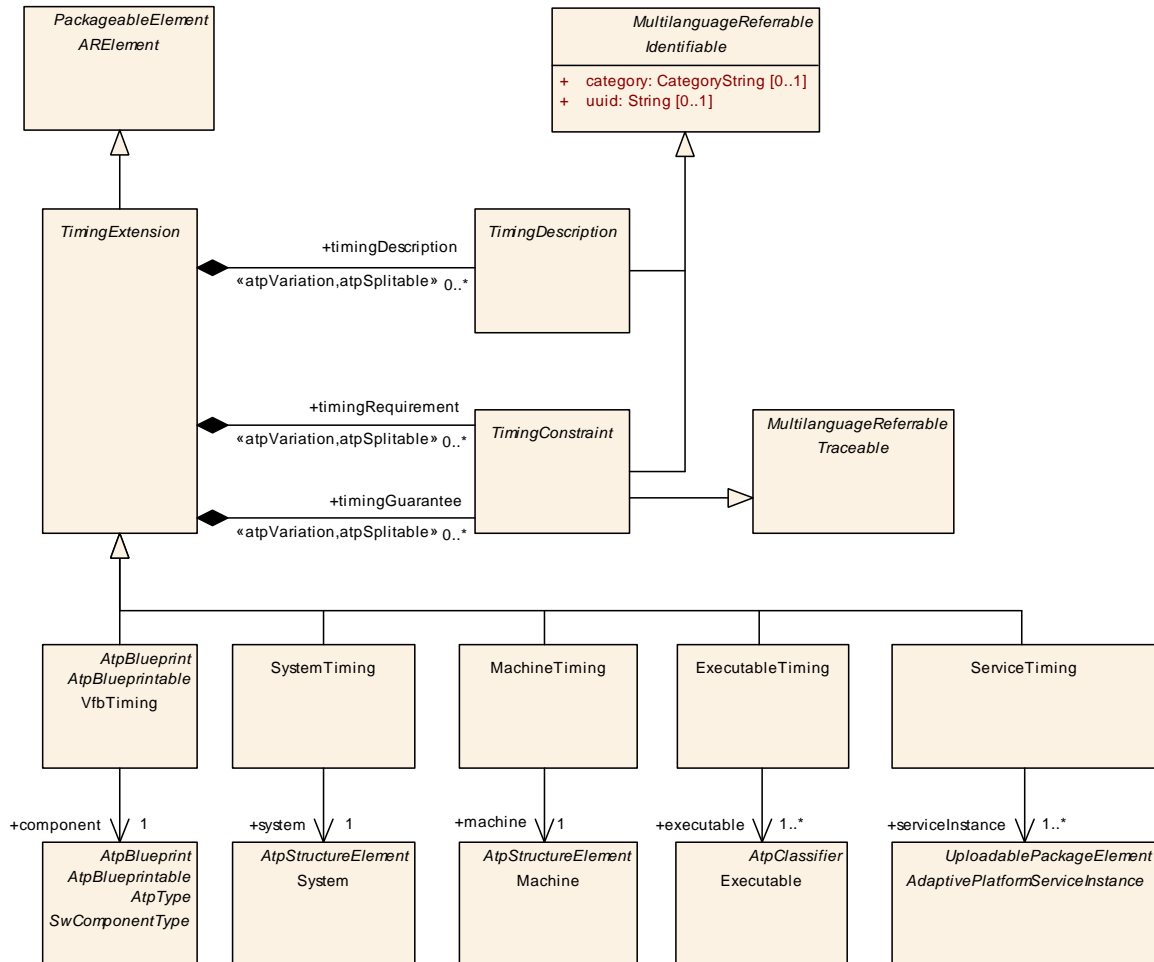 PackageableElement
ARElement
MultilanguageReferrable
Identifiable
+ category: CategoryString [0..1]
+ uuid: String [0..1]
TimingExtension
+timingDescription
«atpVariation,atpSplitable» 0..*
TimingDescription
+timingRequirement
«atpVariation,atpSplitable» 0..*
TimingConstraint
MultilanguageReferrable
Traceable
+timingGuarantee
«atpVariation,atpSplitable» 0..*
AtpBlueprint
AtpBlueprintable
VfbTiming
SystemTiming
MachineTiming
ExecutableTiming
ServiceTiming
+component 1
+system 1
+machine 1
+executable 1..*
+serviceInstance 1..*
AtpBlueprint
AtpBlueprintable
AtpType
SwComponentType
AtpStructureElement
System
AtpStructureElement
Machine
AtpClassifier
Executable
UploadablePackageElement
AdaptivePlatformServiceInstance